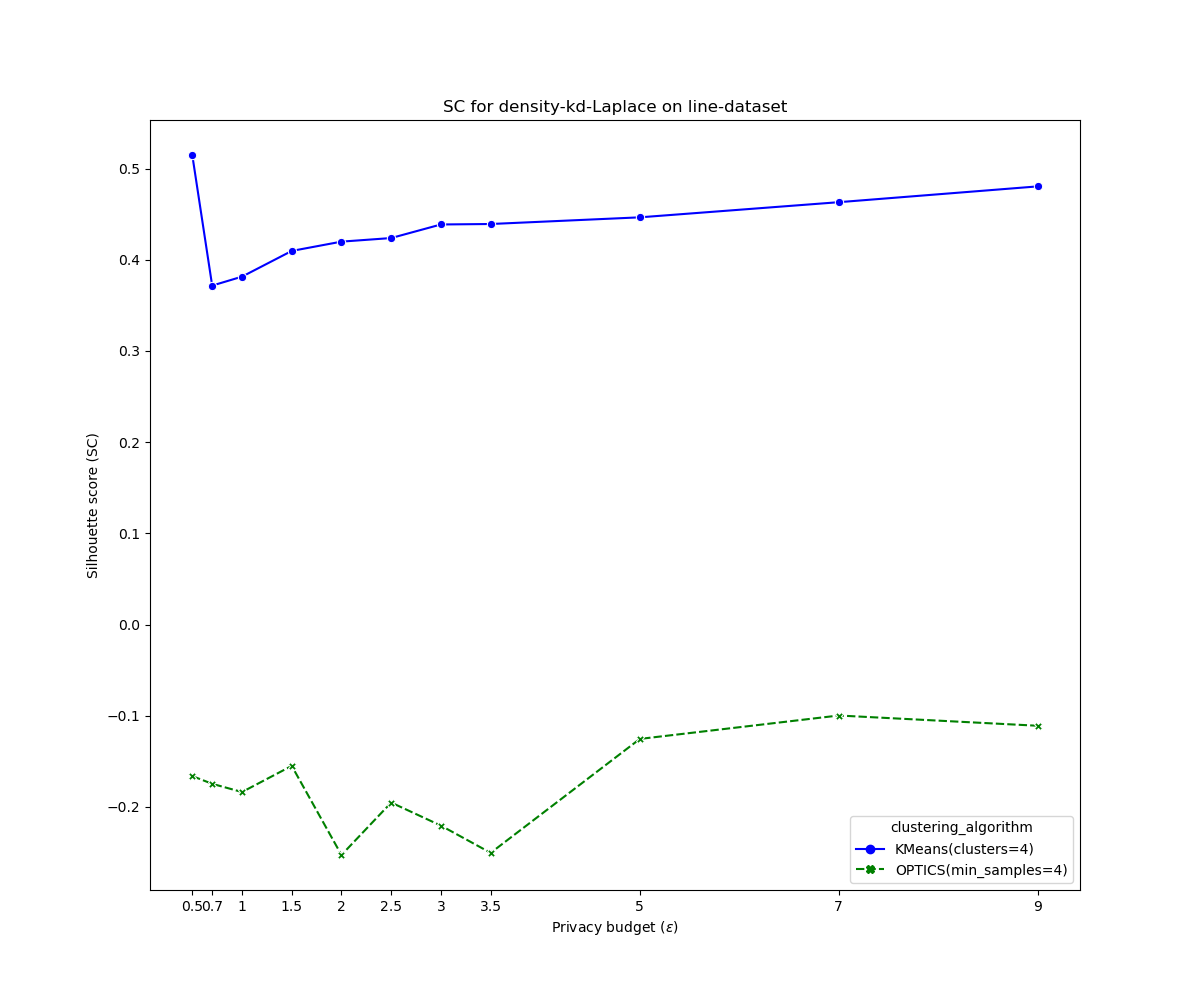 SC for density-kd-Laplace on line-dataset
Silhouette score (SC)
0.5
0.4
0.3
0.2
0.1
0.0
−0.1
−0.2
0.5 0.7 1 1.5 2 2.5 3 3.5 5 7 9
Privacy budget (ε)
clustering_algorithm
KMeans(clusters=4)
OPTICS(min_samples=4)